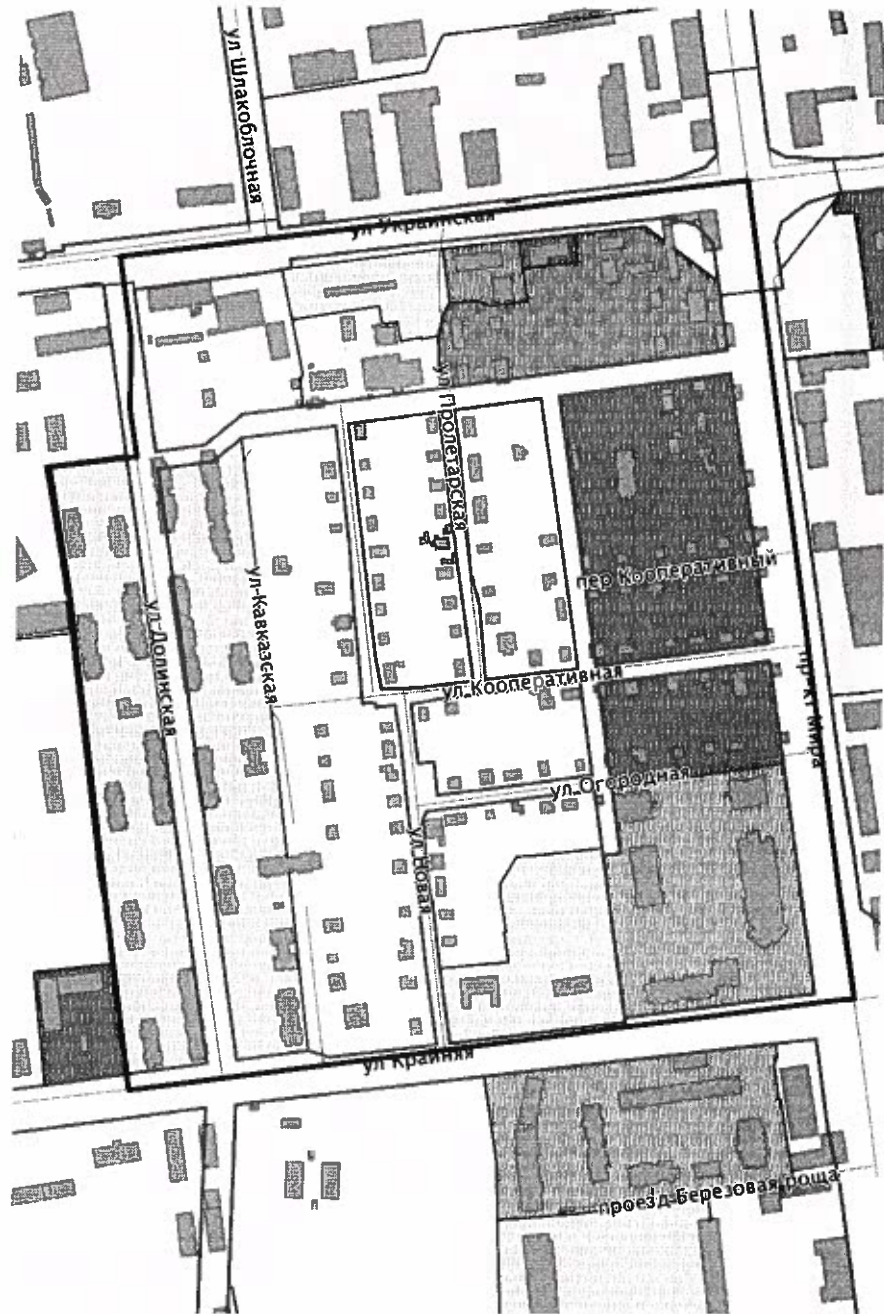 ул Шлакоблочная
ул Украинская
ул Пролетарская
пер Кооперативный
ул-Кавказская
ул Долинская
ул.Кооперативная
пр-кт Мира
ул.Огородная
ул Новая
ул Крайняя
проезд-Березовая роща